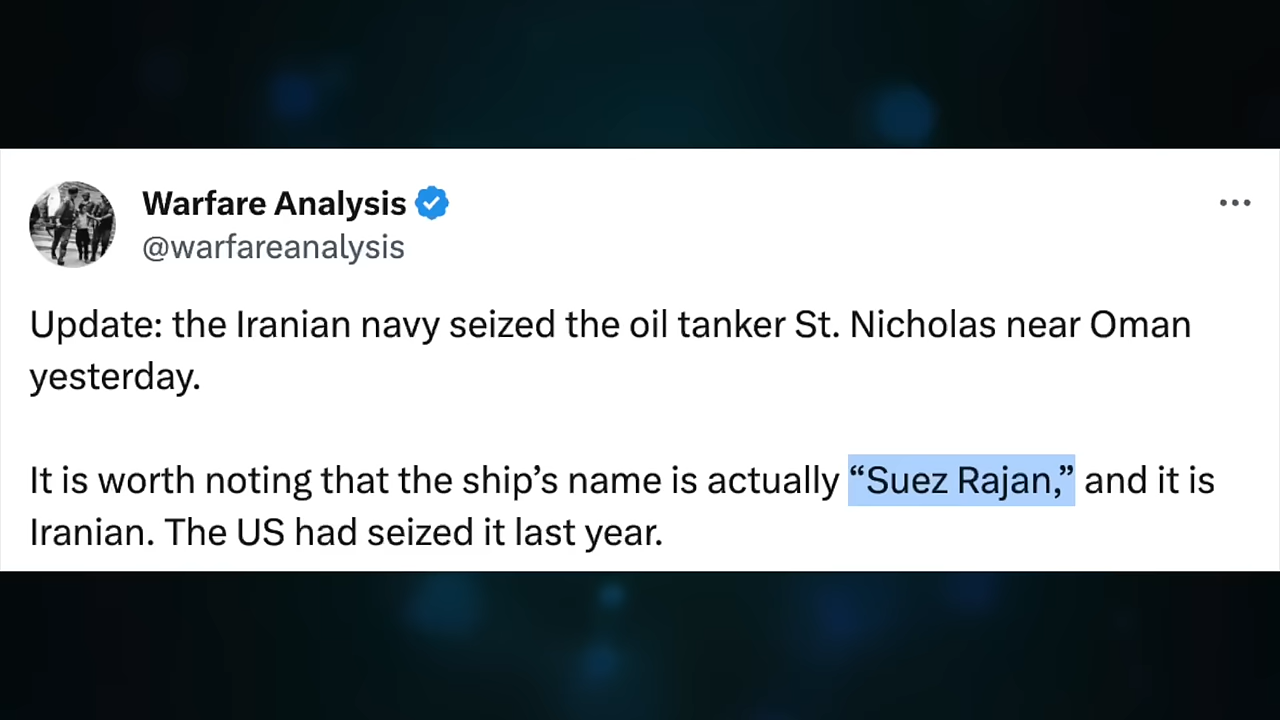 Warfare Analysis
@warfareanalysis
Update: the Iranian navy seized the oil tanker St. Nicholas near Oman
yesterday.
It is worth noting that the ship’s name is actually “Suez Rajan,” and it is
Iranian. The US had seized it last year.